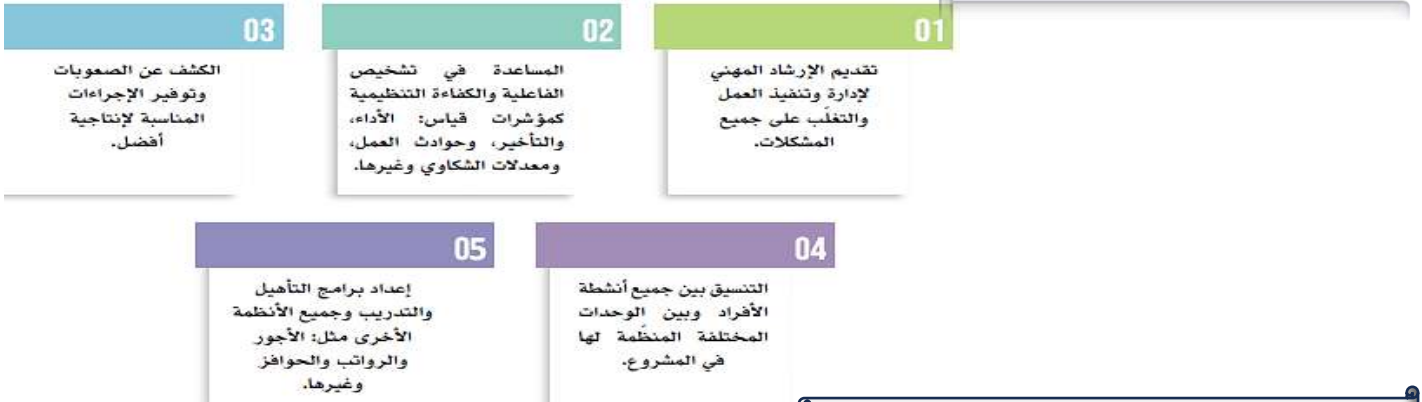 01
تقديم الإرشاد المهني
لإدارة وتنفيذ العمل
والتغلّب على جميع
المشكلات.
02
المساعدة في تشخيص
الفاعلية والكفاءة التنظيمية
كمؤشرات قياس: الأداء،
والتأخير، وحوادث العمل،
ومعدلات الشكاوي وغيرها.
03
الكشف عن الصعوبات
وتوفير الإجراءات
المناسبة لإنتاجية
أفضل.
04
التنسيق بين جميع أنشطة
الأفراد وبين الوحدات
المختلفة المنظّمة لها
في المشروع.
05
إعداد برامج التأهيل
والتدريب وجميع الأنظمة
الأخرى مثل: الأجور
والرواتب والحوافز
وغيرها.